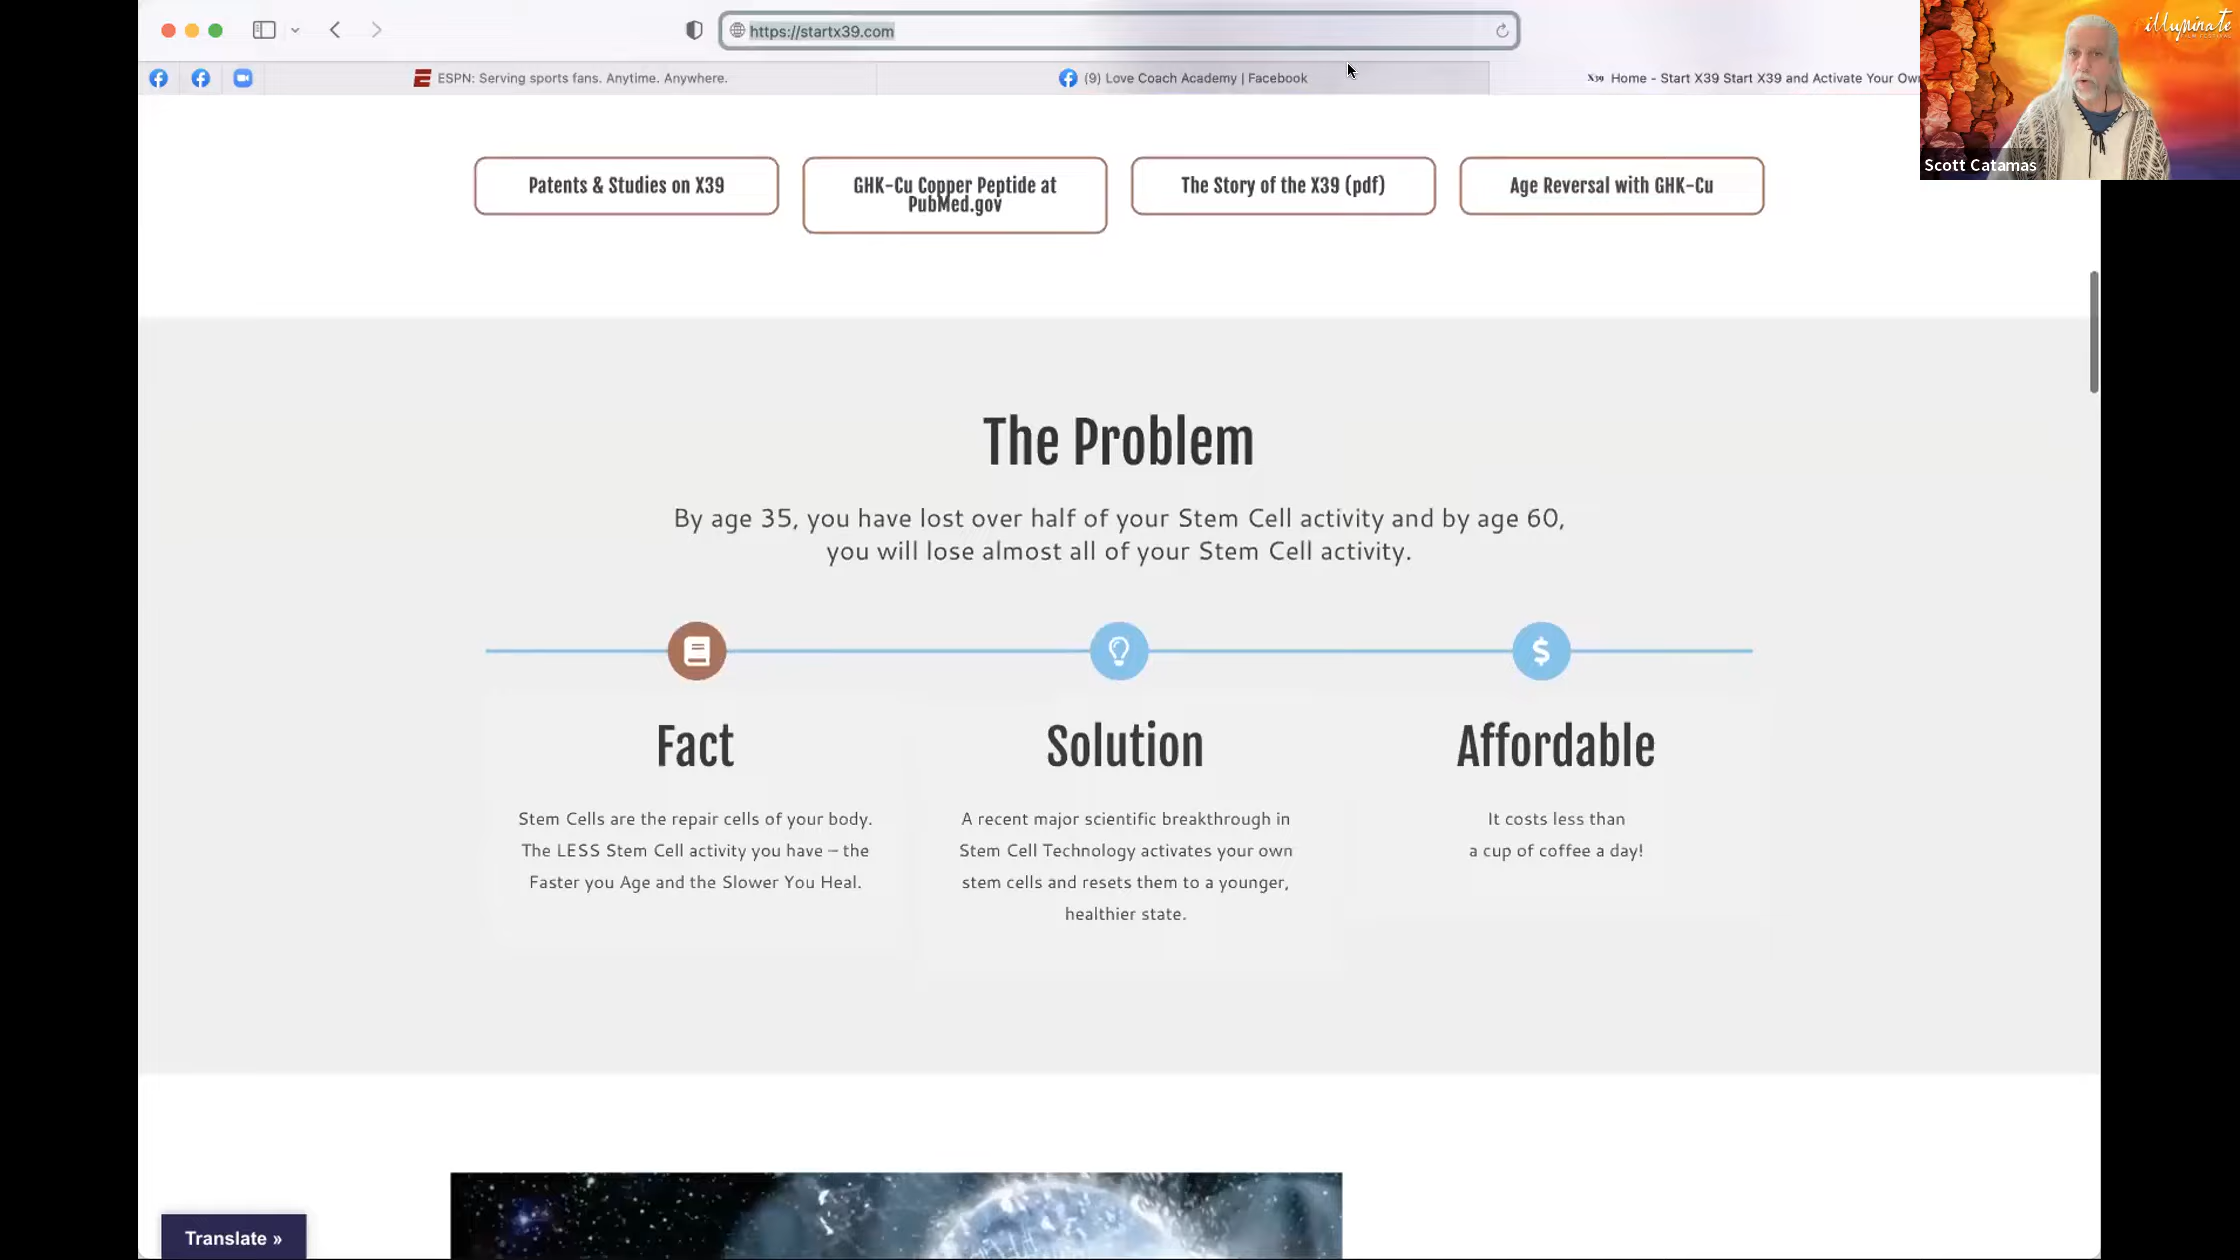 https://startx39.com
ESPN: Serving sports fans. Anytime. Anywhere.
(9) Love Coach Academy | Facebook
X39 Home - Start X39 Start X39 and Activate Your Own
illuminate
FILM FESTIVAL
Scott Catamas
Patents & Studies on X39
GHK-Cu Copper Peptide at
PubMed.gov
The Story of the X39 (pdf)
Age Reversal with GHK-Cu
The Problem
By age 35, you have lost over half of your Stem Cell activity and by age 60,
you will lose almost all of your Stem Cell activity.
Fact
Stem Cells are the repair cells of your body.
The LESS Stem Cell activity you have – the
Faster you Age and the Slower You Heal.
Solution
A recent major scientific breakthrough in
Stem Cell Technology activates your own
stem cells and resets them to a younger,
healthier state.
Affordable
It costs less than
a cup of coffee a day!
Translate »